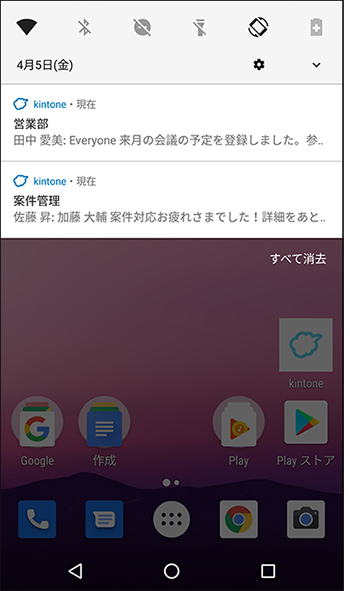 4月5日(金)
kintone・現在
営業部
田中 愛美: Everyone 来月の会議の予定を登録しました。参..
kintone・現在
案件管理
佐藤 昇: 加藤 大輔 案件対応お疲れさまでした！詳細をあと..
すべて消去
kintone
Google
作成
Play
Play ストア